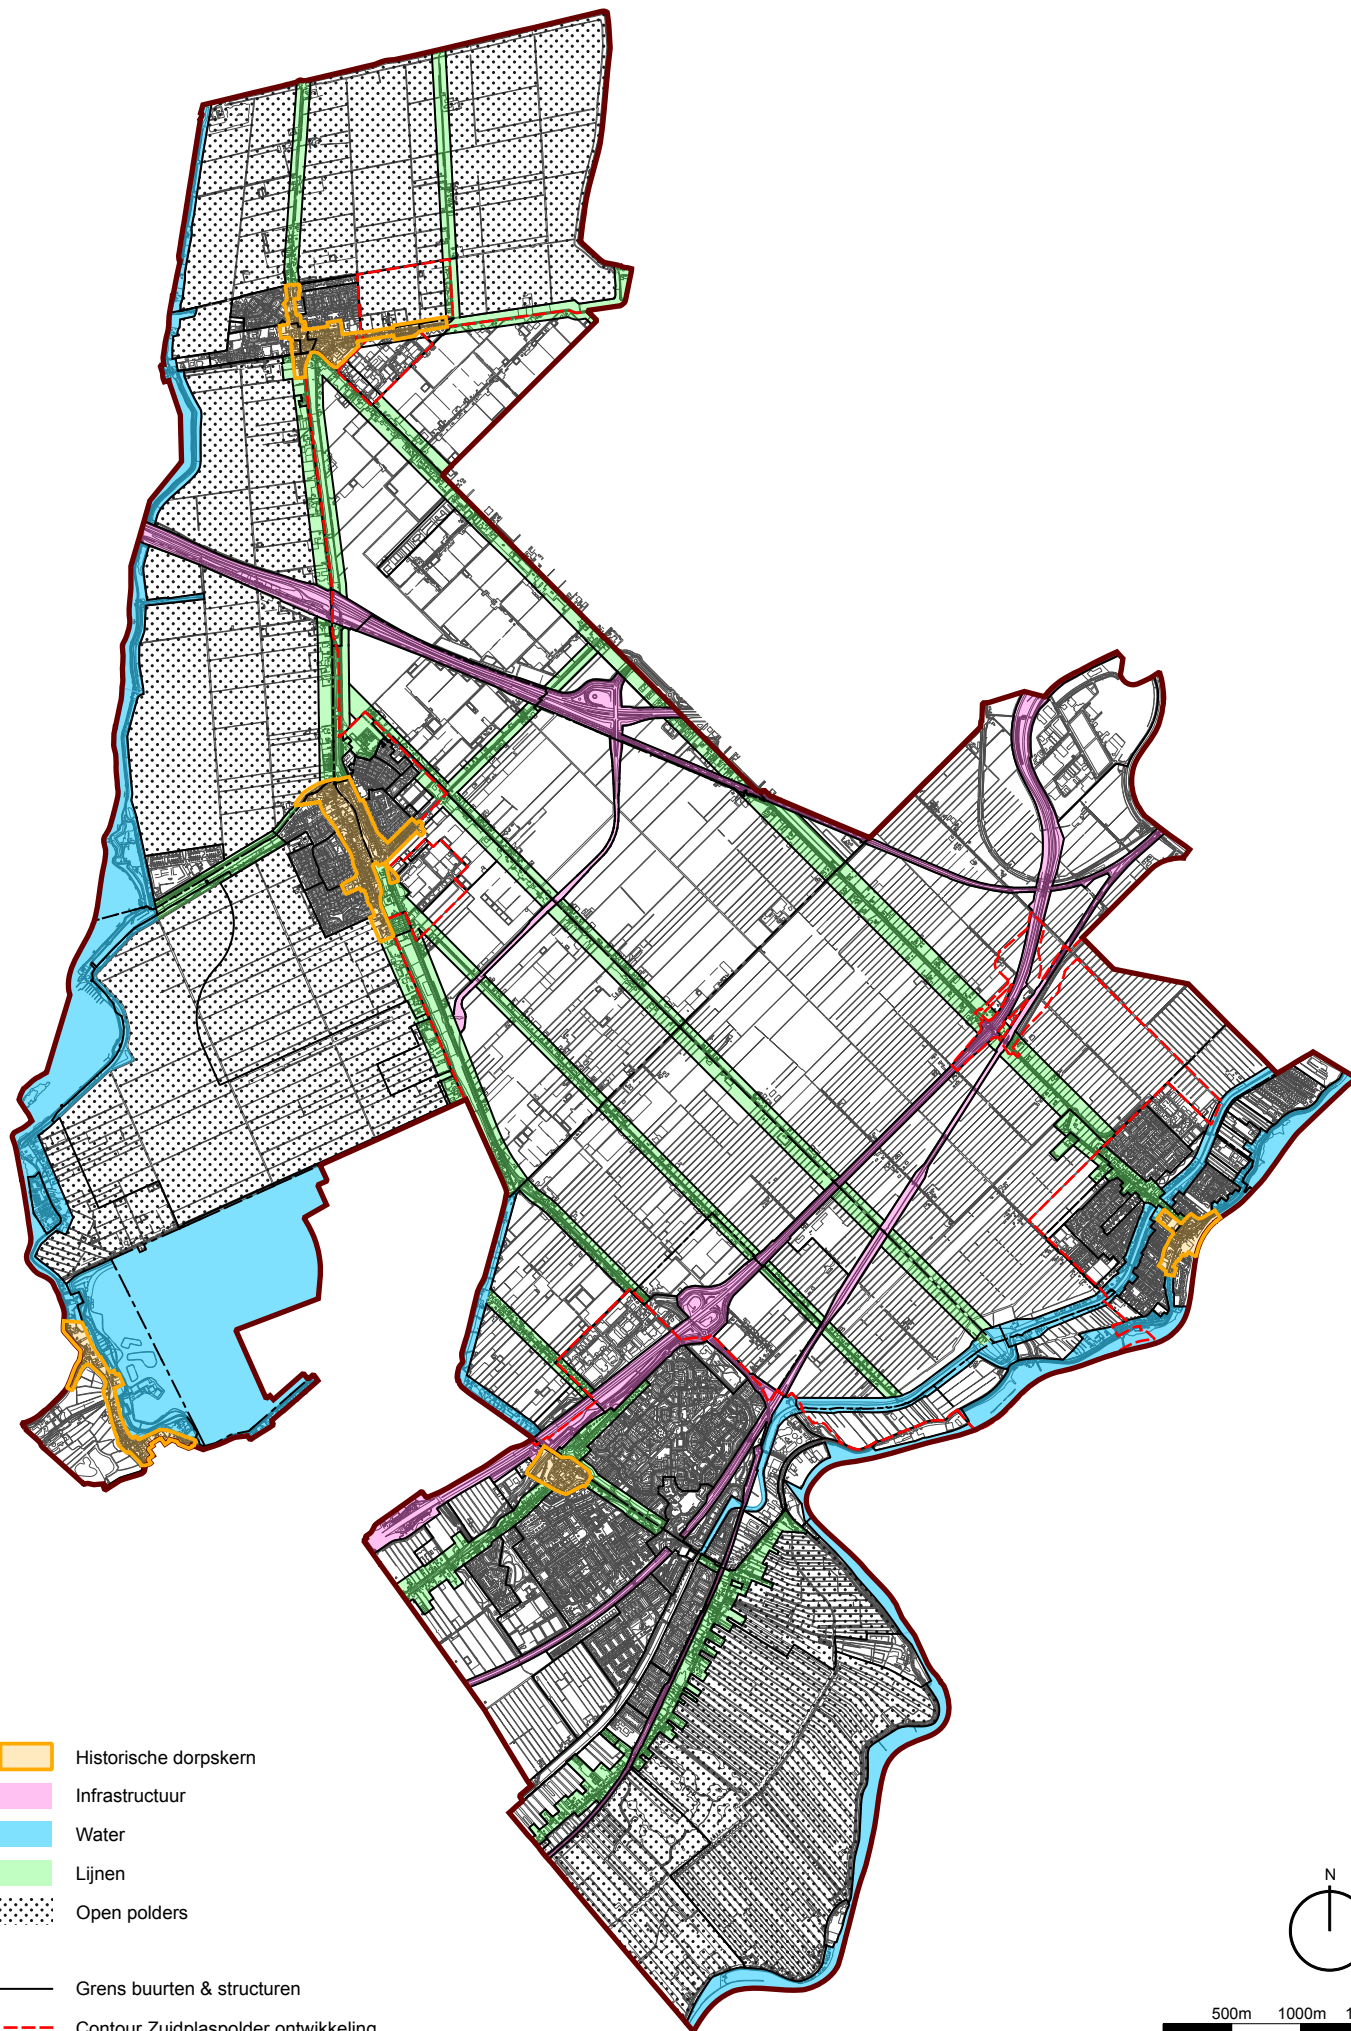 Historische dorpskern
Infrastructuur
Water
Lijnen
Open polders
N
Grens buurten & structuren
500m 1000m
Contour Zuidplaspolder ontwikkeling